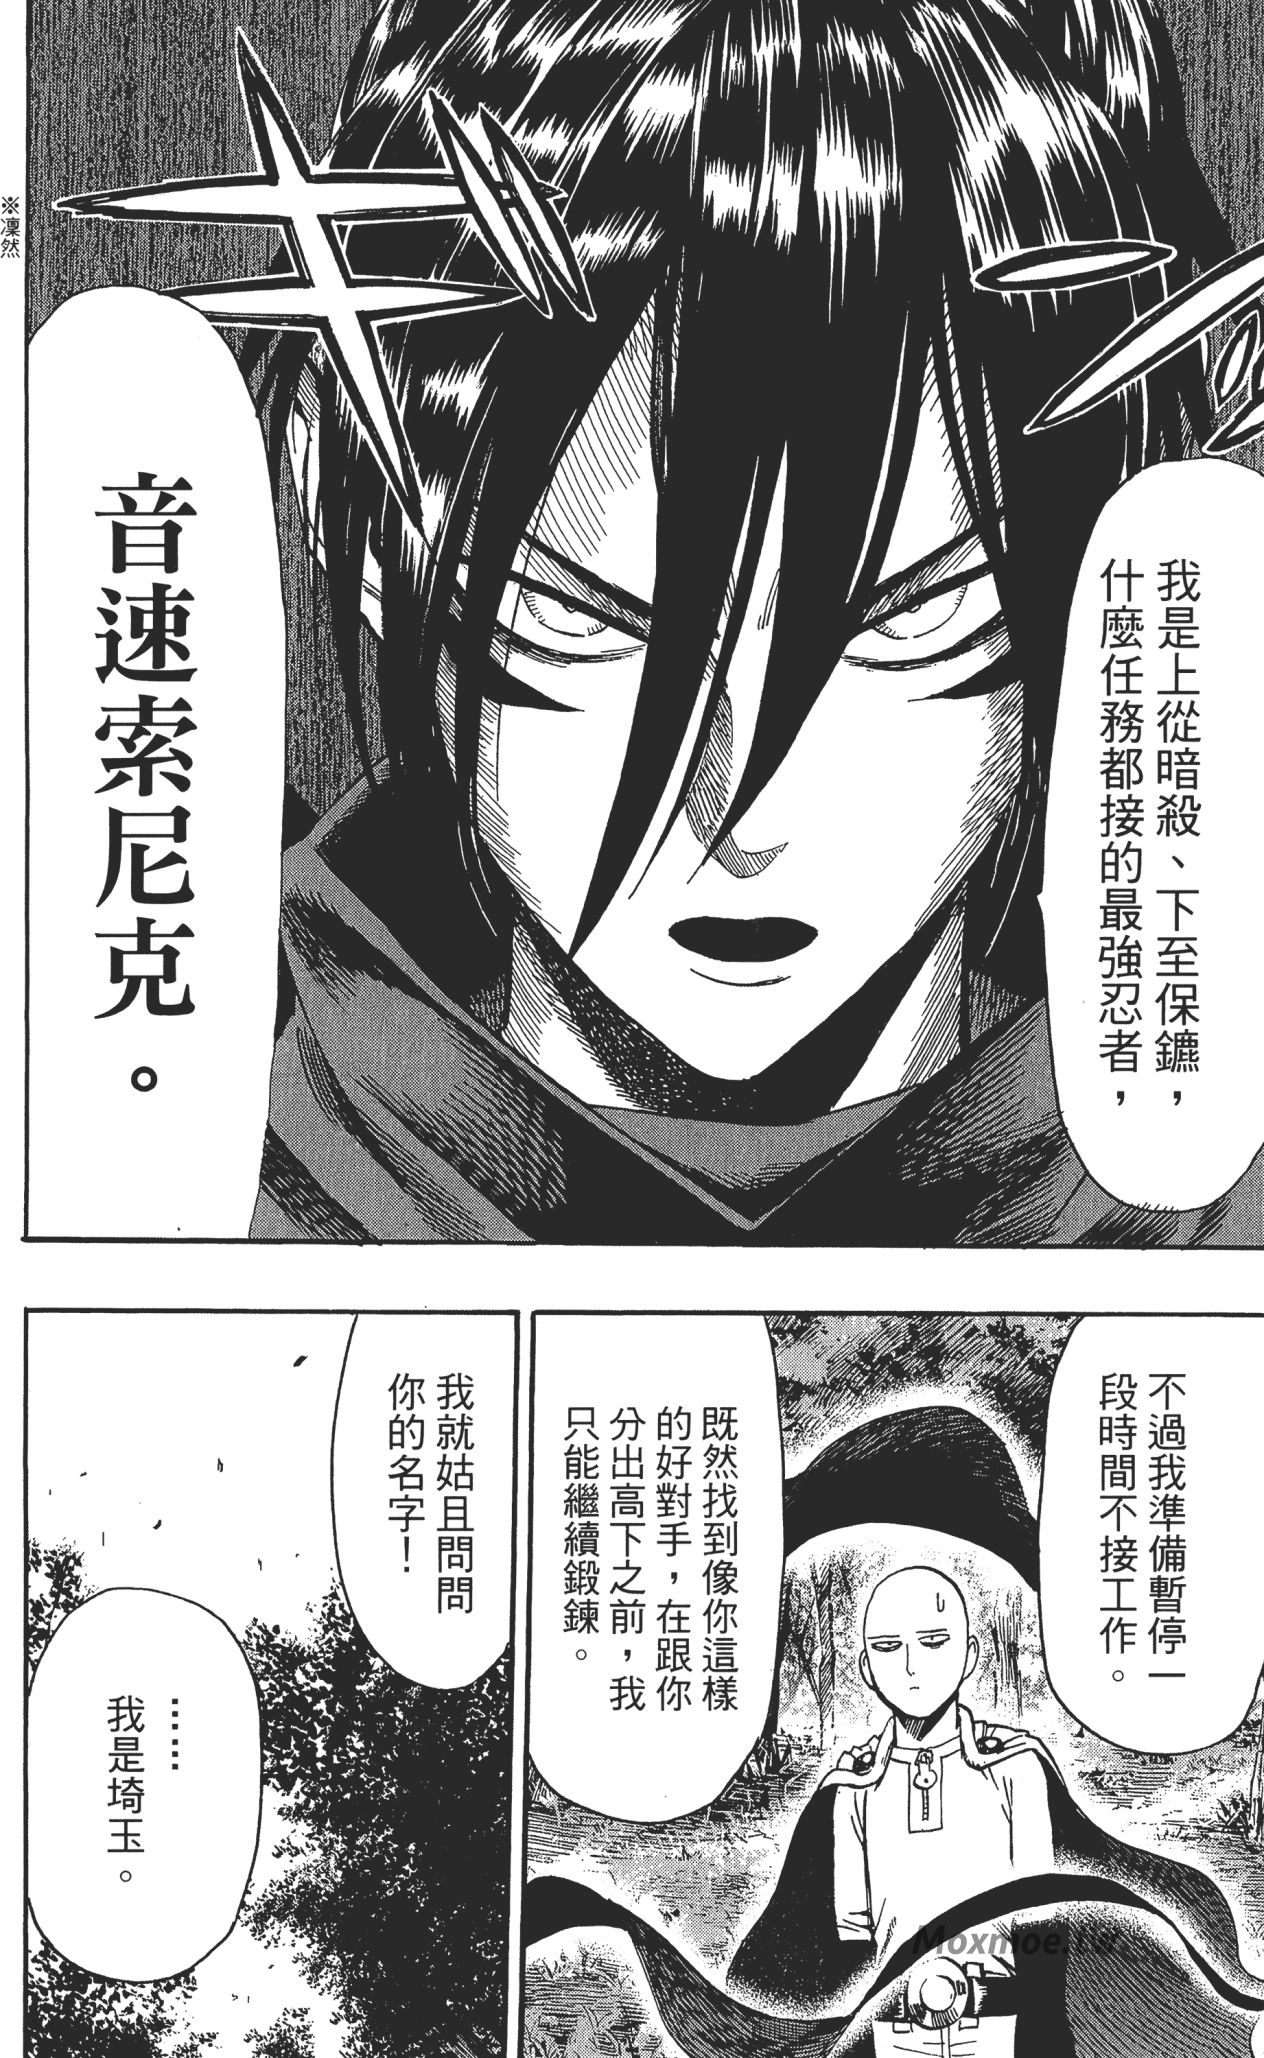 我是上從暗殺、下至保鑣，
什麼任務都接的最強忍者，
音速索尼克。
※凜然
不過我準備暫停一
段時間不接工作。
既然找到像你這樣
的好對手，在跟你
分出高下之前，我
只能繼續鍛鍊。
我就姑且問問
你的名字！
……
我是埼玉。
Moxmoe.tw